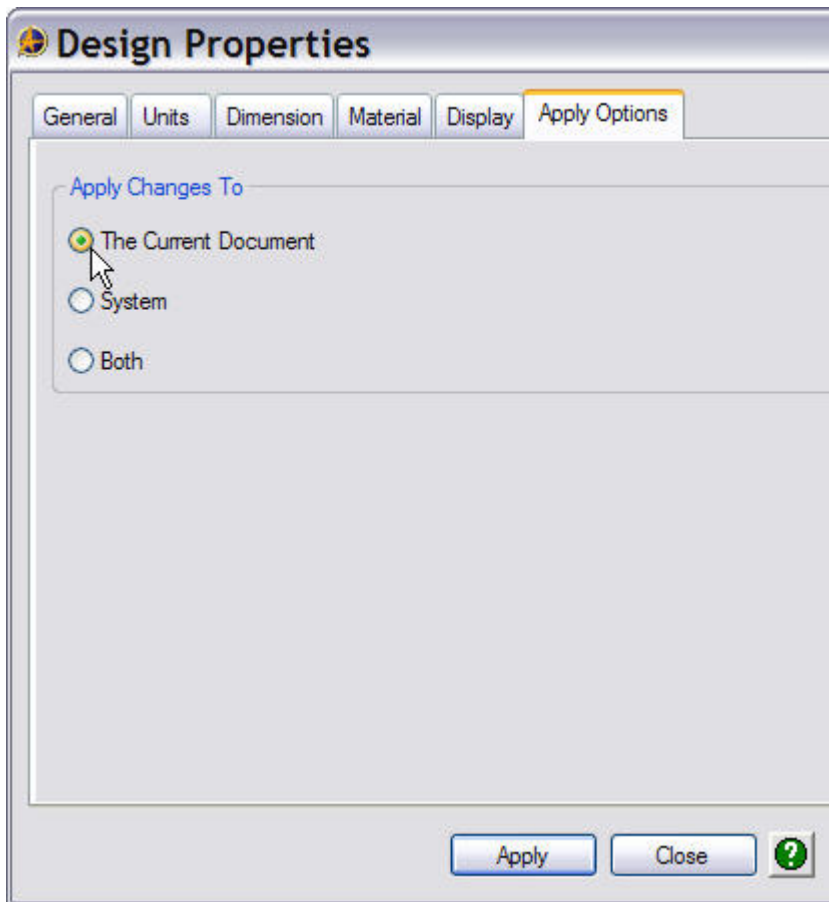 Design Properties
General Units Dimension Material Display Apply Options
Apply Changes To
The Current Document
System
Both
Apply Close ?